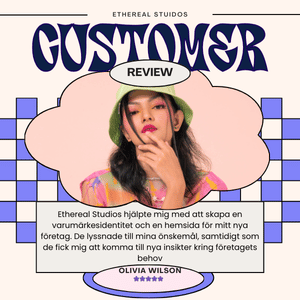 ETHEREAL STUIDOS
CUSTOMER
REVIEW
Ethereal Studios hjälpte mig med att skapa en
varumärkesidentitet och en hemsida för mitt nya
företag. De lyssnade till mina önskemål, samtidigt som
de fick mig att komma till nya insikter kring företagets
behov
OLIVIA WILSON